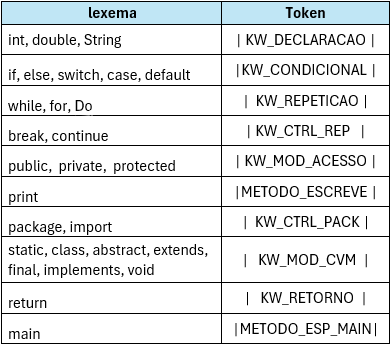 lexema Token
int, double, String | KW_DECLARACAO |
if, else, switch, case, default |KW_CONDICIONAL |
while, for, Do | KW_REPETICAO |
break, continue | KW_CTRL_REP |
public, private, protected | KW_MOD_ACESSO |
print |METODO_ESCREVE |
package, import | KW_CTRL_PACK |
static, class, abstract, extends,
final, implements, void | KW_MOD_CVM |
return | KW_RETORNO |
main |METODO_ESP_MAIN|